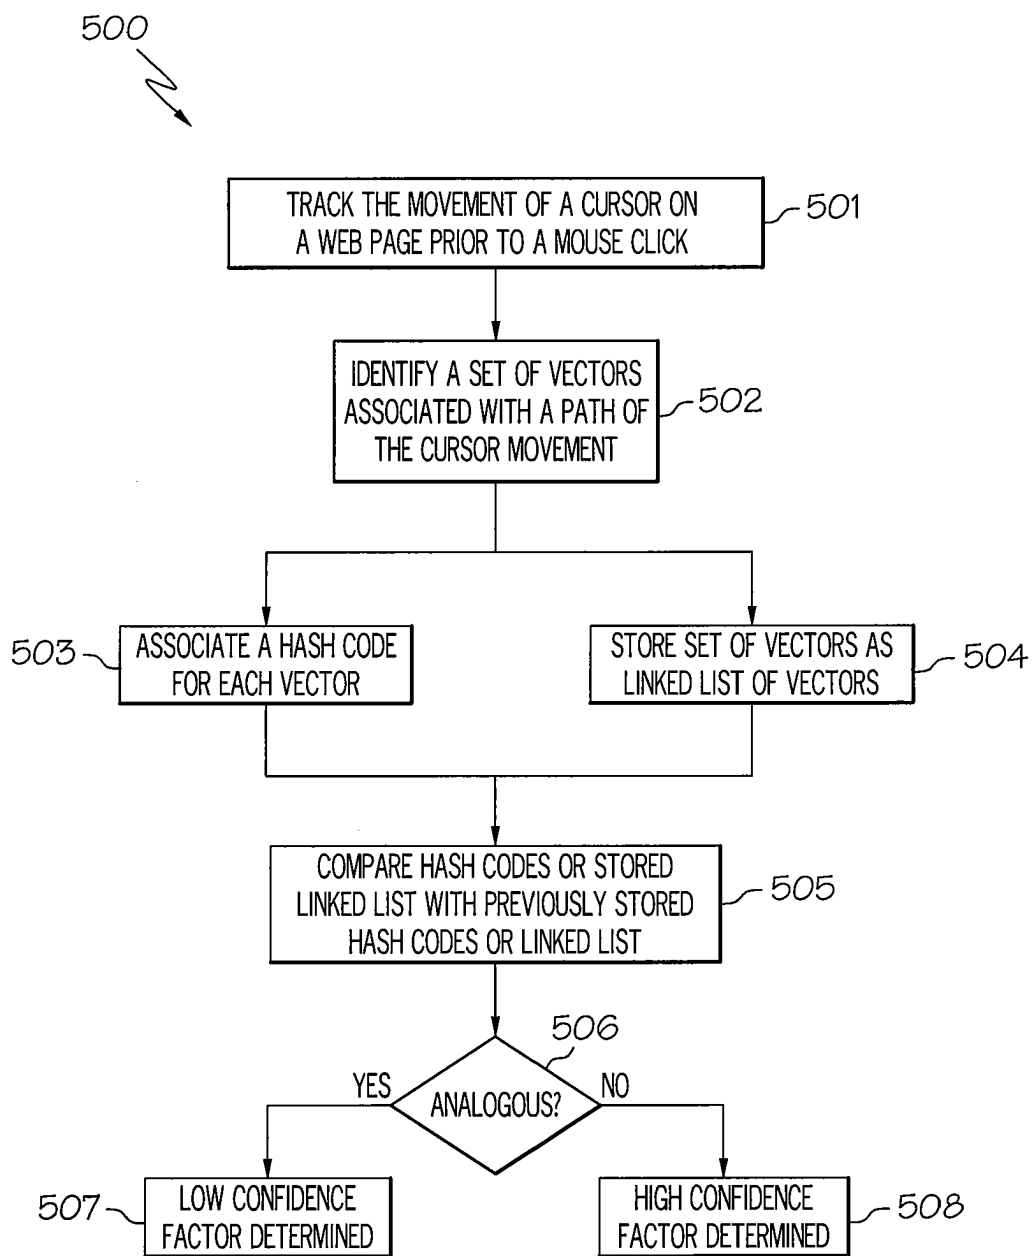 500
TRACK THE MOVEMENT OF A CURSOR ON
A WEB PAGE PRIOR TO A MOUSE CLICK
501
IDENTIFY A SET OF VECTORS
ASSOCIATED WITH A PATH OF
THE CURSOR MOVEMENT
502
503
ASSOCIATE A HASH CODE
FOR EACH VECTOR
STORE SET OF VECTORS AS
LINKED LIST OF VECTORS
504
COMPARE HASH CODES OR STORED
LINKED LIST WITH PREVIOUSLY STORED
HASH CODES OR LINKED LIST
505
506
YES
ANALOGOUS?
NO
507
LOW CONFIDENCE
FACTOR DETERMINED
HIGH CONFIDENCE
FACTOR DETERMINED
508